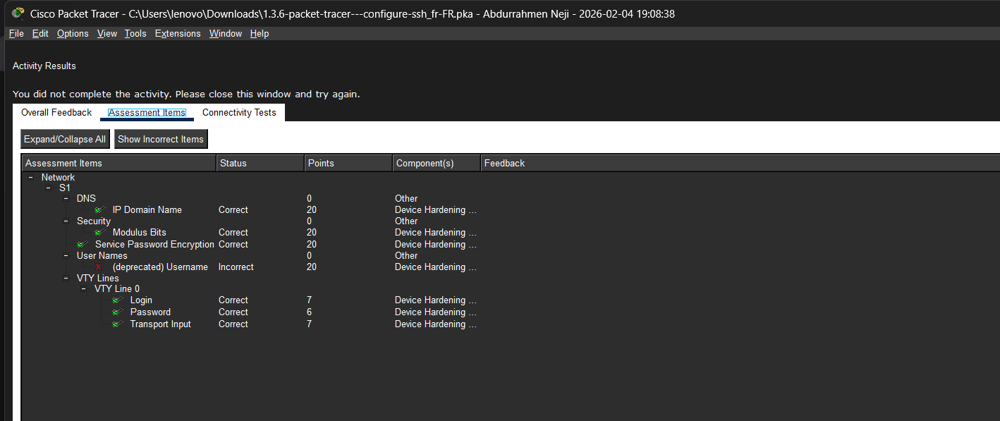 Cisco Packet Tracer - C:\Users\lenovo\Downloads\1.3.6-packet-tracer---configure-ssh_fr-FR.pka - Abdurrahmen Neji - 2026-02-04 19:08:38
File Edit Options View Tools Extensions Window Help
Activity Results
You did not complete the activity. Please close this window and try again.
Overall Feedback Assessment Items Connectivity Tests
Expand/Collapse All Show Incorrect Items
Assessment Items Status Points Component(s) Feedback
Network
S1
DNS 0 Other
IP Domain Name Correct 20 Device Hardening ...
Security 0 Other
Modulus Bits Correct 20 Device Hardening ...
Service Password Encryption Correct 20 Device Hardening ...
User Names 0 Other
(deprecated) Username Incorrect 20 Device Hardening ...
VTY Lines
VTY Line 0
Login Correct 7 Device Hardening ...
Password Correct 6 Device Hardening ...
Transport Input Correct 7 Device Hardening ...